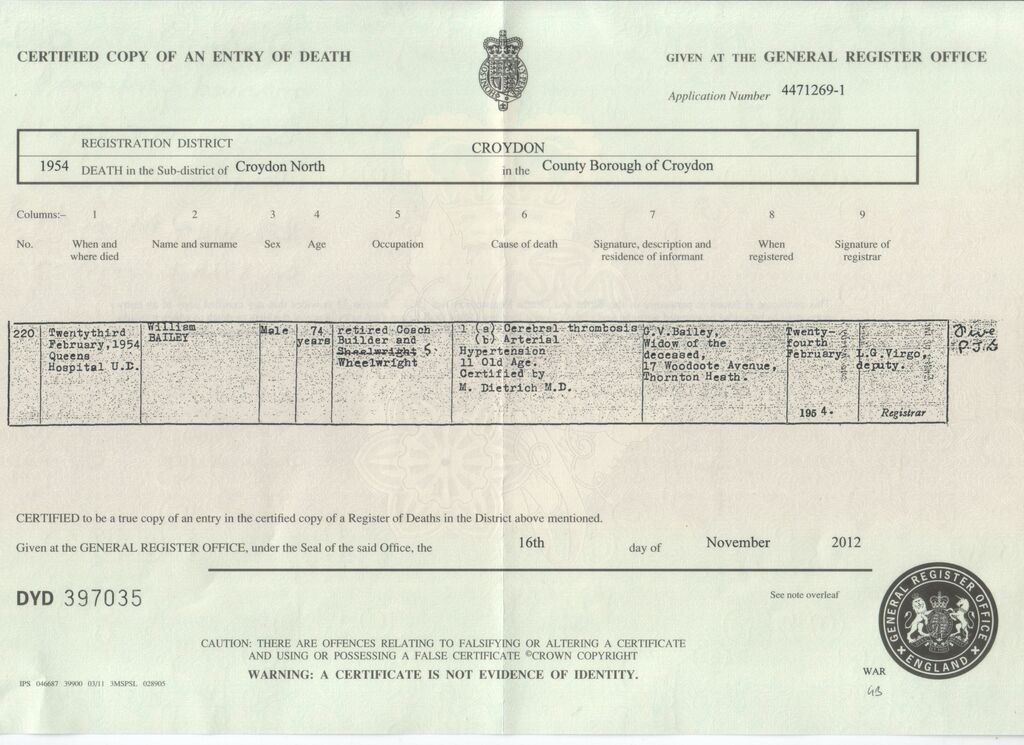 CERTIFIED COPY OF AN ENTRY OF DEATH
GIVEN AT THE GENERAL REGISTER OFFICE
Application Number 4471269-1
REGISTRATION DISTRICT CROYDON
1954 DEATH in the Sub-district of Croydon North in the County Borough of Croydon
Columns:– 1 2 3 4 5 6 7 8 9
No. When and where died Name and surname Sex Age Occupation Cause of death Signature, description and residence of informant When registered Signature of registrar
220
Twentythird
February,1954
Queens
Hospital U.D.
William
BAILEY
Male
74
years
retired Coach
Builder and
Sheelwright 5.
Wheelwright
1 (a) Cerebral thrombosis
(b) Arterial
Hypertension
11 Old Age.
Certified by
M. Dietrich M.D.
G.V.Bailey,
Widow of the
deceased,
17 Woodcote Avenue,
Thornton Heath.
Twenty-
fourth
February
1954.
L.G.Virgo,
deputy.
Registrar
Five
P.J.S
CERTIFIED to be a true copy of an entry in the certified copy of a Register of Deaths in the District above mentioned.
Given at the GENERAL REGISTER OFFICE, under the Seal of the said Office, the 16th day of November 2012
DYD 397035
See note overleaf
GENERAL REGISTER OFFICE
ENGLAND
CAUTION: THERE ARE OFFENCES RELATING TO FALSIFYING OR ALTERING A CERTIFICATE
AND USING OR POSSESSING A FALSE CERTIFICATE ©CROWN COPYRIGHT
WARNING: A CERTIFICATE IS NOT EVIDENCE OF IDENTITY.
IPS 046687 39900 03/11 3MSPSL 028905
WAR
GB